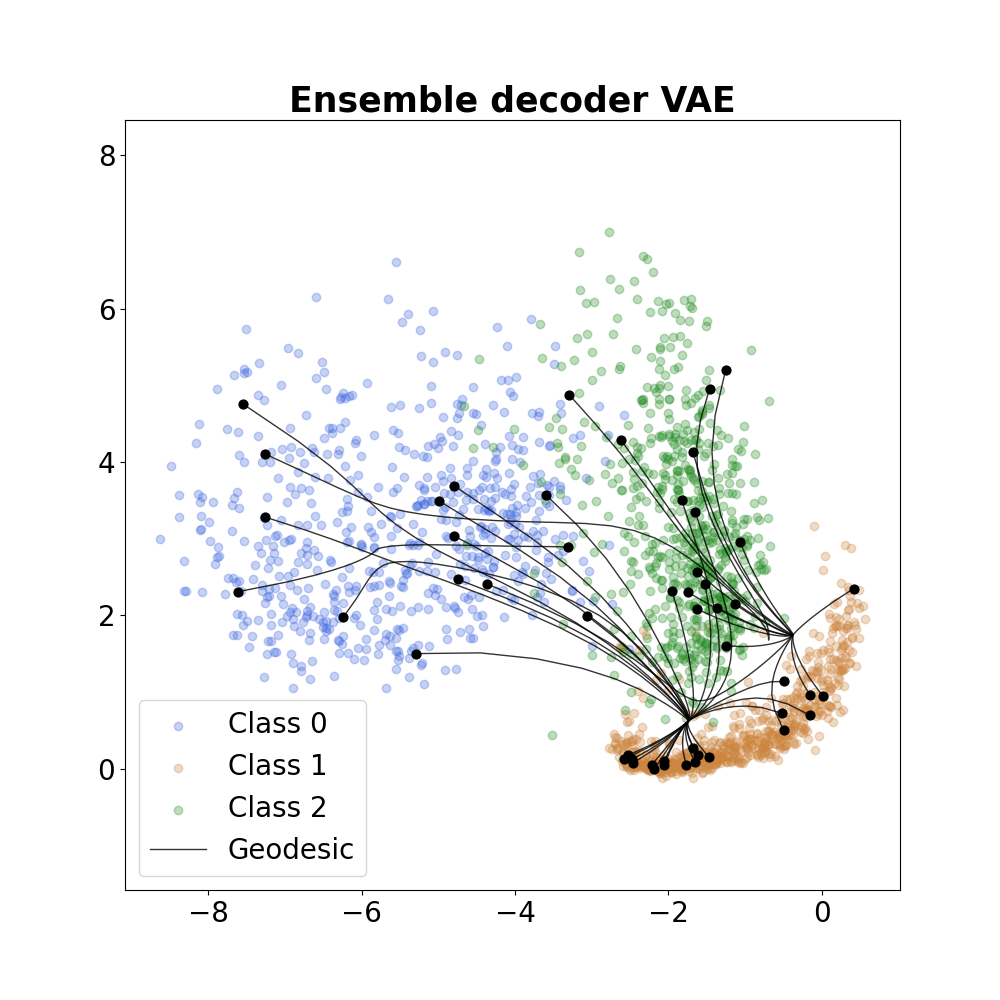 Ensemble decoder VAE
8
6
4
2
0
Class 0
Class 1
Class 2
Geodesic
−8 −6 −4 −2 0